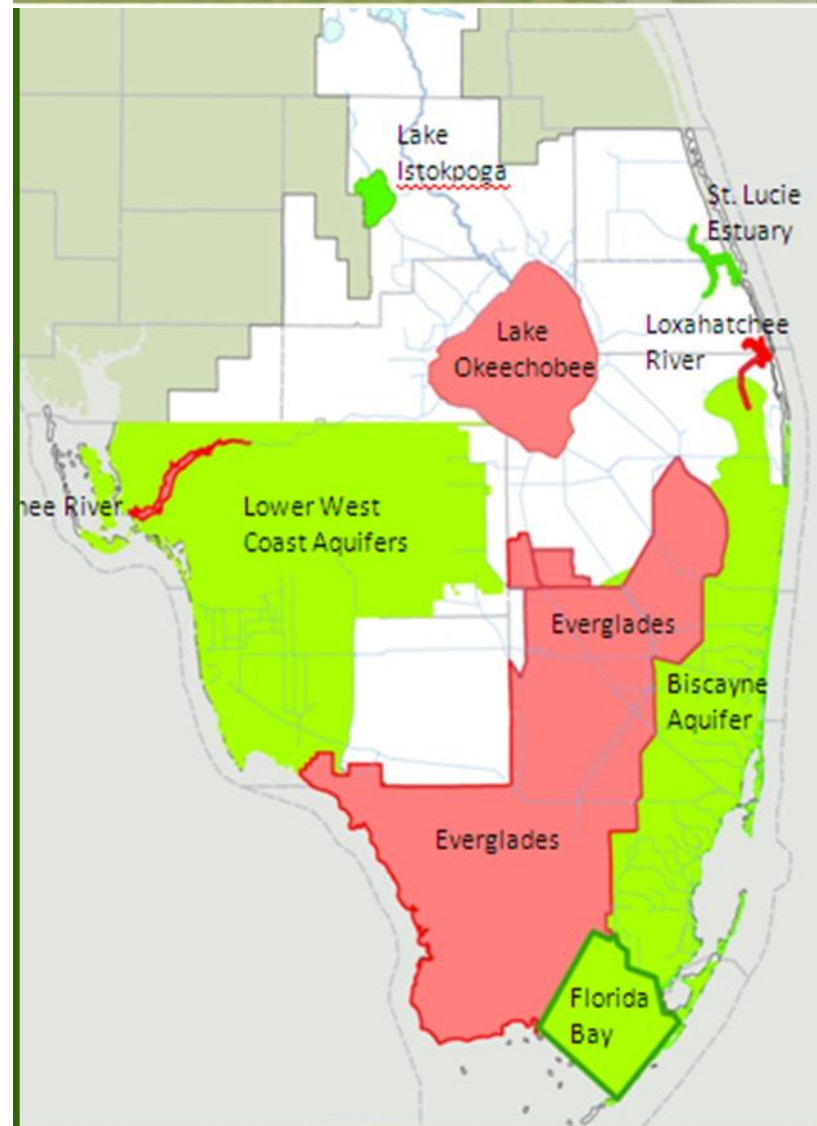 Lake
Istokpoga
St. Lucie
Estuary
Lake
Okeechobee
Loxahatchee
River
hee River
Lower West
Coast Aquifers
Everglades
Biscayne
Aquifer
Everglades
Florida
Bay